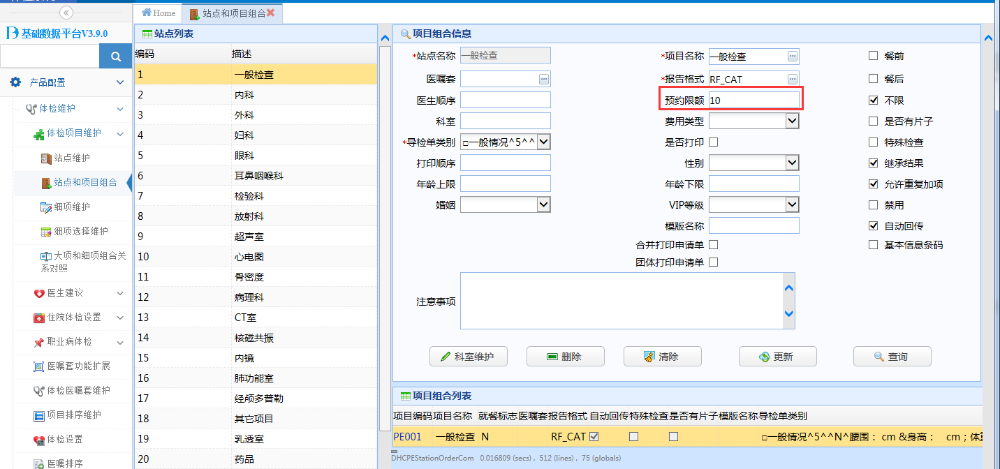 Home
站点和项目组合
基础数据平台V3.9.0
产品配置
体检维护
体检项目维护
站点维护
站点和项目组合
细项维护
细项选择维护
大项和细项组合关
系对照
医生建议
住院体检设置
职业病体检
医嘱套功能扩展
体检医嘱套维护
项目排序维护
体检设置
医嘱排序
站点列表
编码 描述
1 一般检查
2 内科
3 外科
4 妇科
5 眼科
6 耳鼻咽喉科
7 检验科
8 放射科
9 超声室
10 心电图
11 骨密度
12 病理科
13 CT室
14 核磁共振
15 内镜
16 肺功能室
17 经颅多普勒
18 其它项目
19 乳透室
20 药品
项目组合信息
*站点名称 一般检查 *项目名称 一般检查 餐前
医嘱套 *报告格式 RF_CAT 餐后
医生顺序 预约限额 10 不限
科室 费用类型 是否有片子
*导检单类别 □一般情况^5^^ 是否打印 特殊检查
打印顺序 性别 继承结果
年龄上限 年龄下限 允许重复加项
婚姻 VIP等级 禁用
模版名称 自动回传
合并打印申请单 基本信息条码
团体打印申请单
注意事项
科室维护 删除 清除 更新 查询
项目组合列表
项目编码 项目名称 就餐标志 医嘱套 报告格式 自动回传 特殊检查 是否有片子 模版名称 导检单类别
PE001 一般检查 N RF_CAT □一般情况^5^^N^腰围： cm &身高： cm；体重
DHCPEStationOrderCom 0.016809 (secs) , 512 (lines) , 75 (globals)